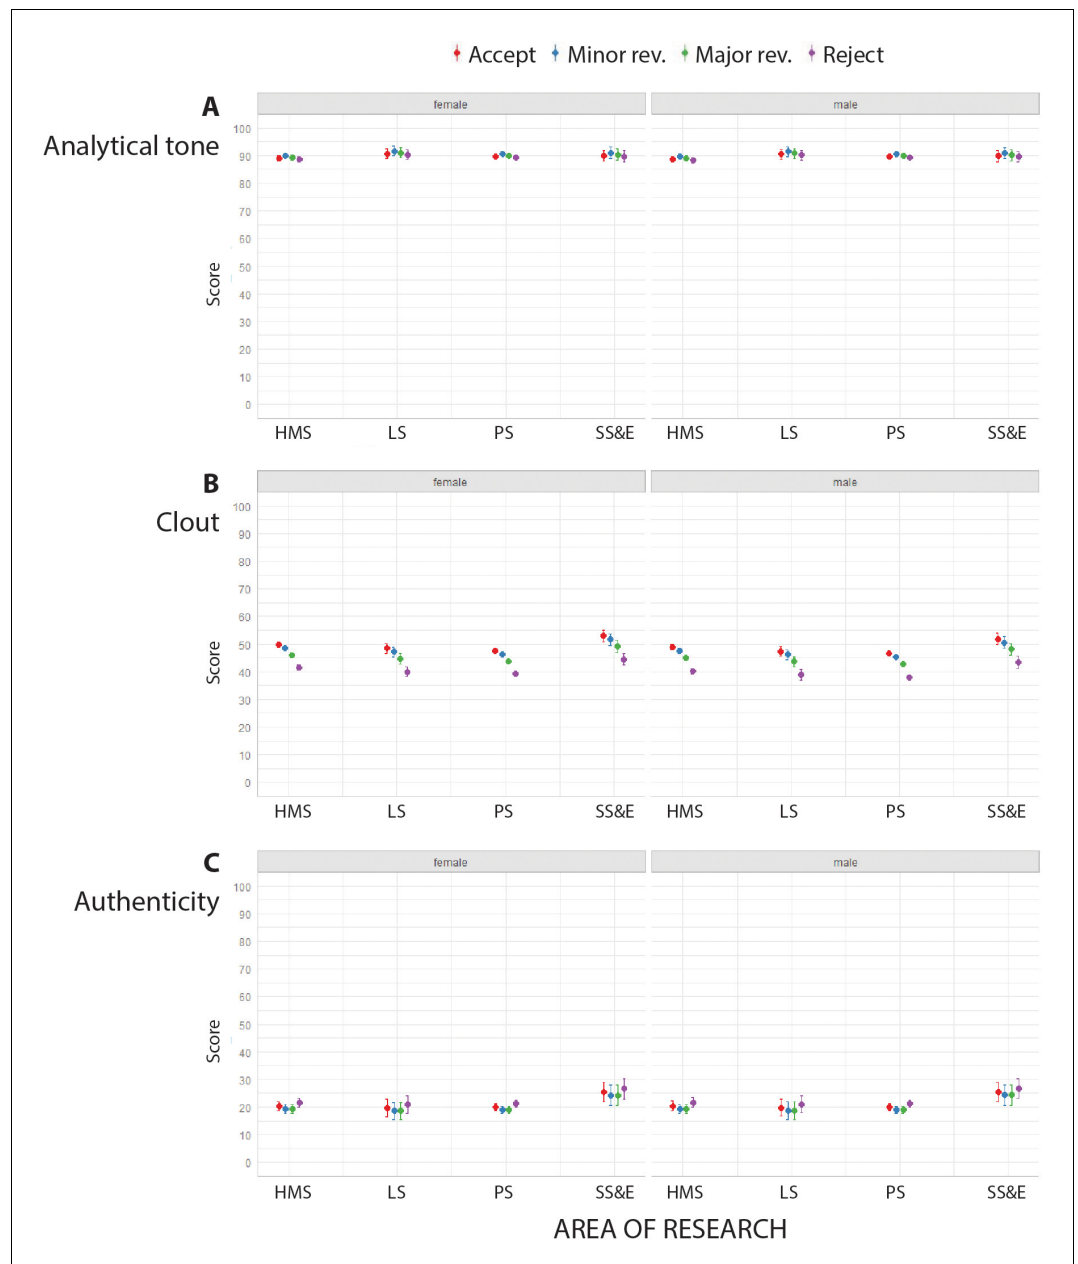 Accept Minor rev. Major rev. Reject
A
Analytical tone
female male
100
90
80
70
60
50
40
30
20
10
0
Score
HMS LS PS SS&E HMS LS PS SS&E
B
Clout
female male
100
90
80
70
60
50
40
30
20
10
0
Score
HMS LS PS SS&E HMS LS PS SS&E
C
Authenticity
female male
100
90
80
70
60
50
40
30
20
10
0
Score
HMS LS PS SS&E HMS LS PS SS&E
AREA OF RESEARCH